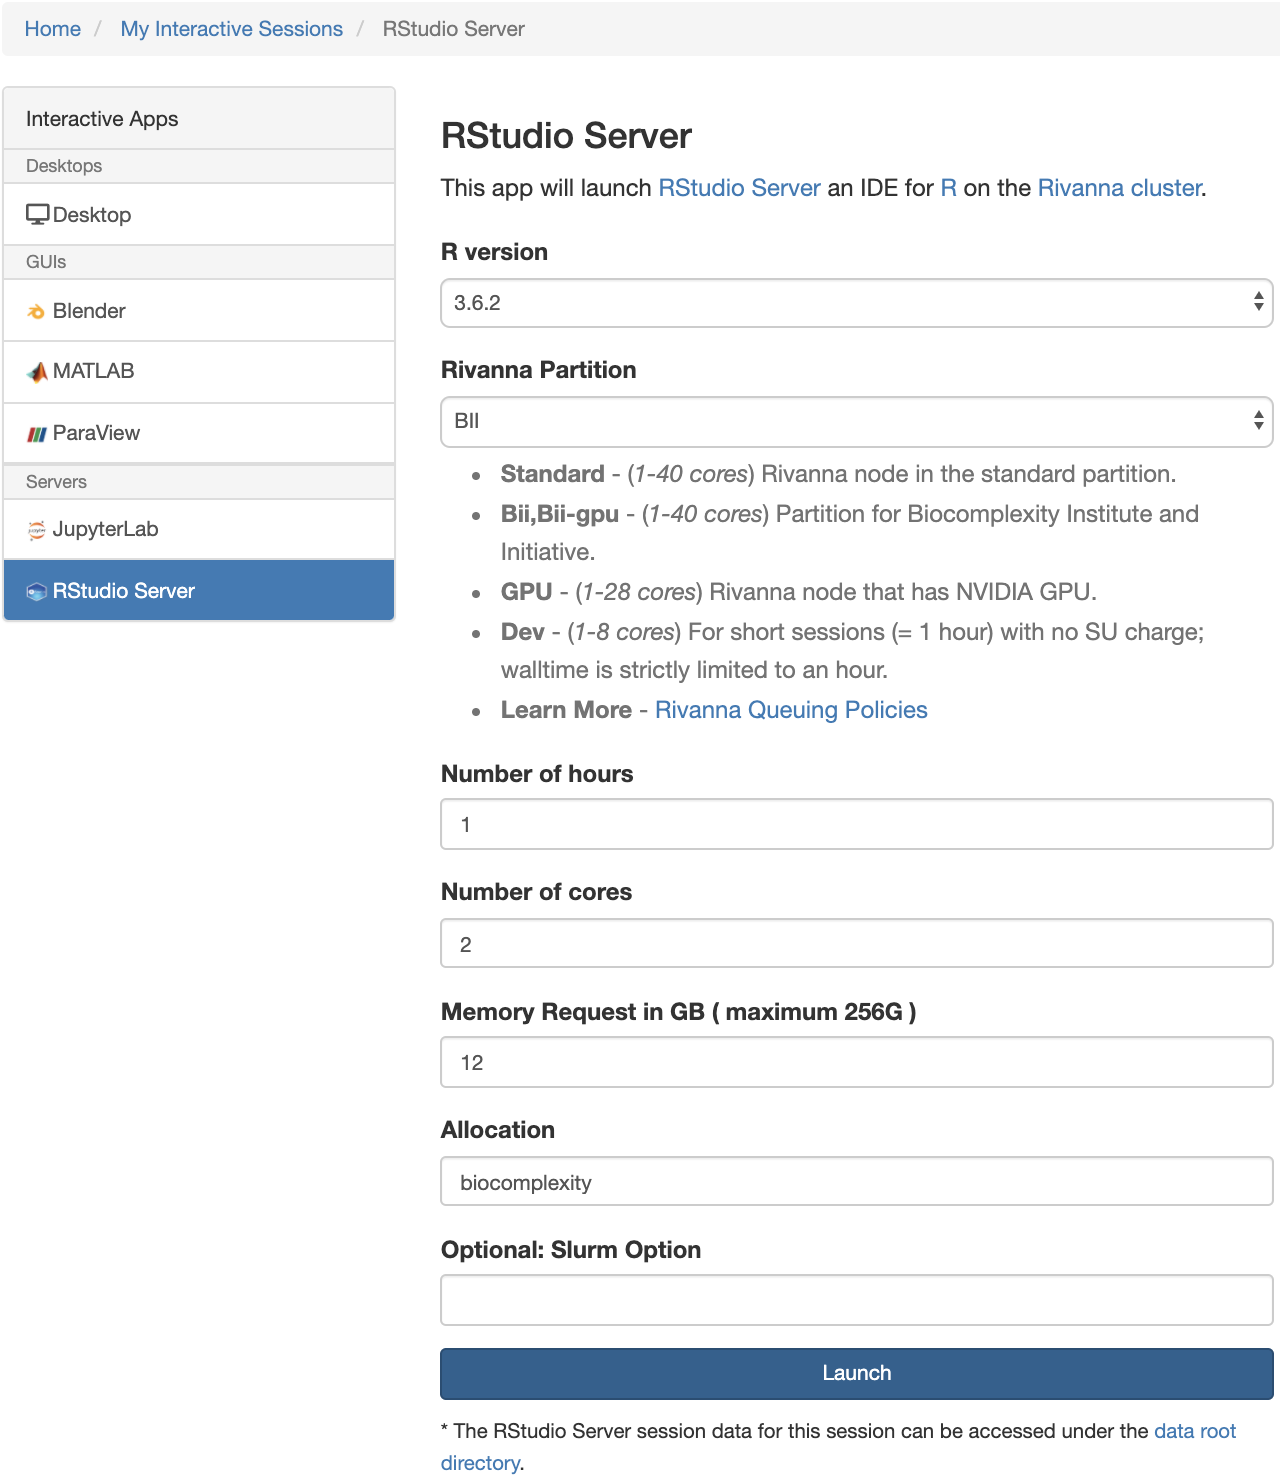 Home / My Interactive Sessions / RStudio Server
Interactive Apps
Desktops
Desktop
GUIs
Blender
MATLAB
ParaView
Servers
JupyterLab
RStudio Server
RStudio Server
This app will launch RStudio Server an IDE for R on the Rivanna cluster.
R version
3.6.2
Rivanna Partition
BII
• Standard - (1-40 cores) Rivanna node in the standard partition.
• Bii,Bii-gpu - (1-40 cores) Partition for Biocomplexity Institute and
Initiative.
• GPU - (1-28 cores) Rivanna node that has NVIDIA GPU.
• Dev - (1-8 cores) For short sessions (= 1 hour) with no SU charge;
walltime is strictly limited to an hour.
• Learn More - Rivanna Queuing Policies
Number of hours
1
Number of cores
2
Memory Request in GB ( maximum 256G )
12
Allocation
biocomplexity
Optional: Slurm Option
Launch
* The RStudio Server session data for this session can be accessed under the data root
directory.